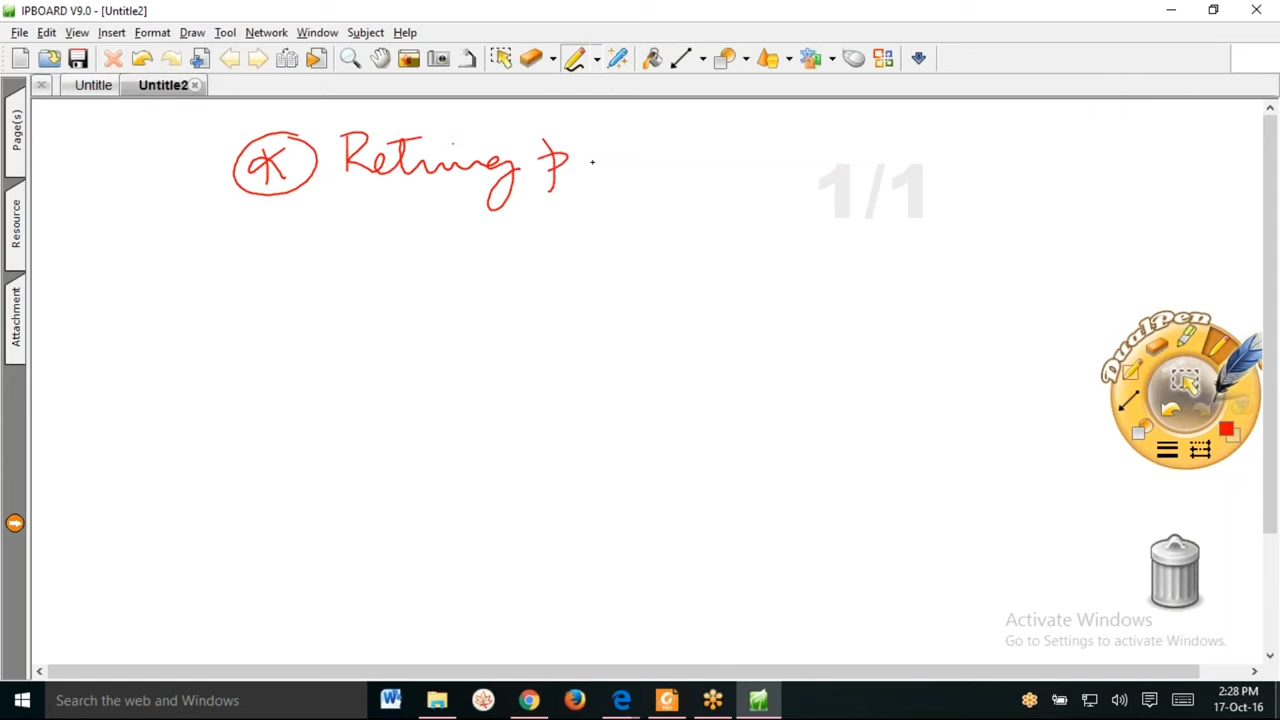 IPBOARD V9.0 - [Untitle2]
File Edit View Insert Format Draw Tool Network Window Subject Help
Untitle Untitle2
Page(s)
Resource
Attachment
* Retiring p
1/1
DualPen
Activate Windows
Go to Settings to activate Windows.
Search the web and Windows
2:28 PM
17-Oct-16